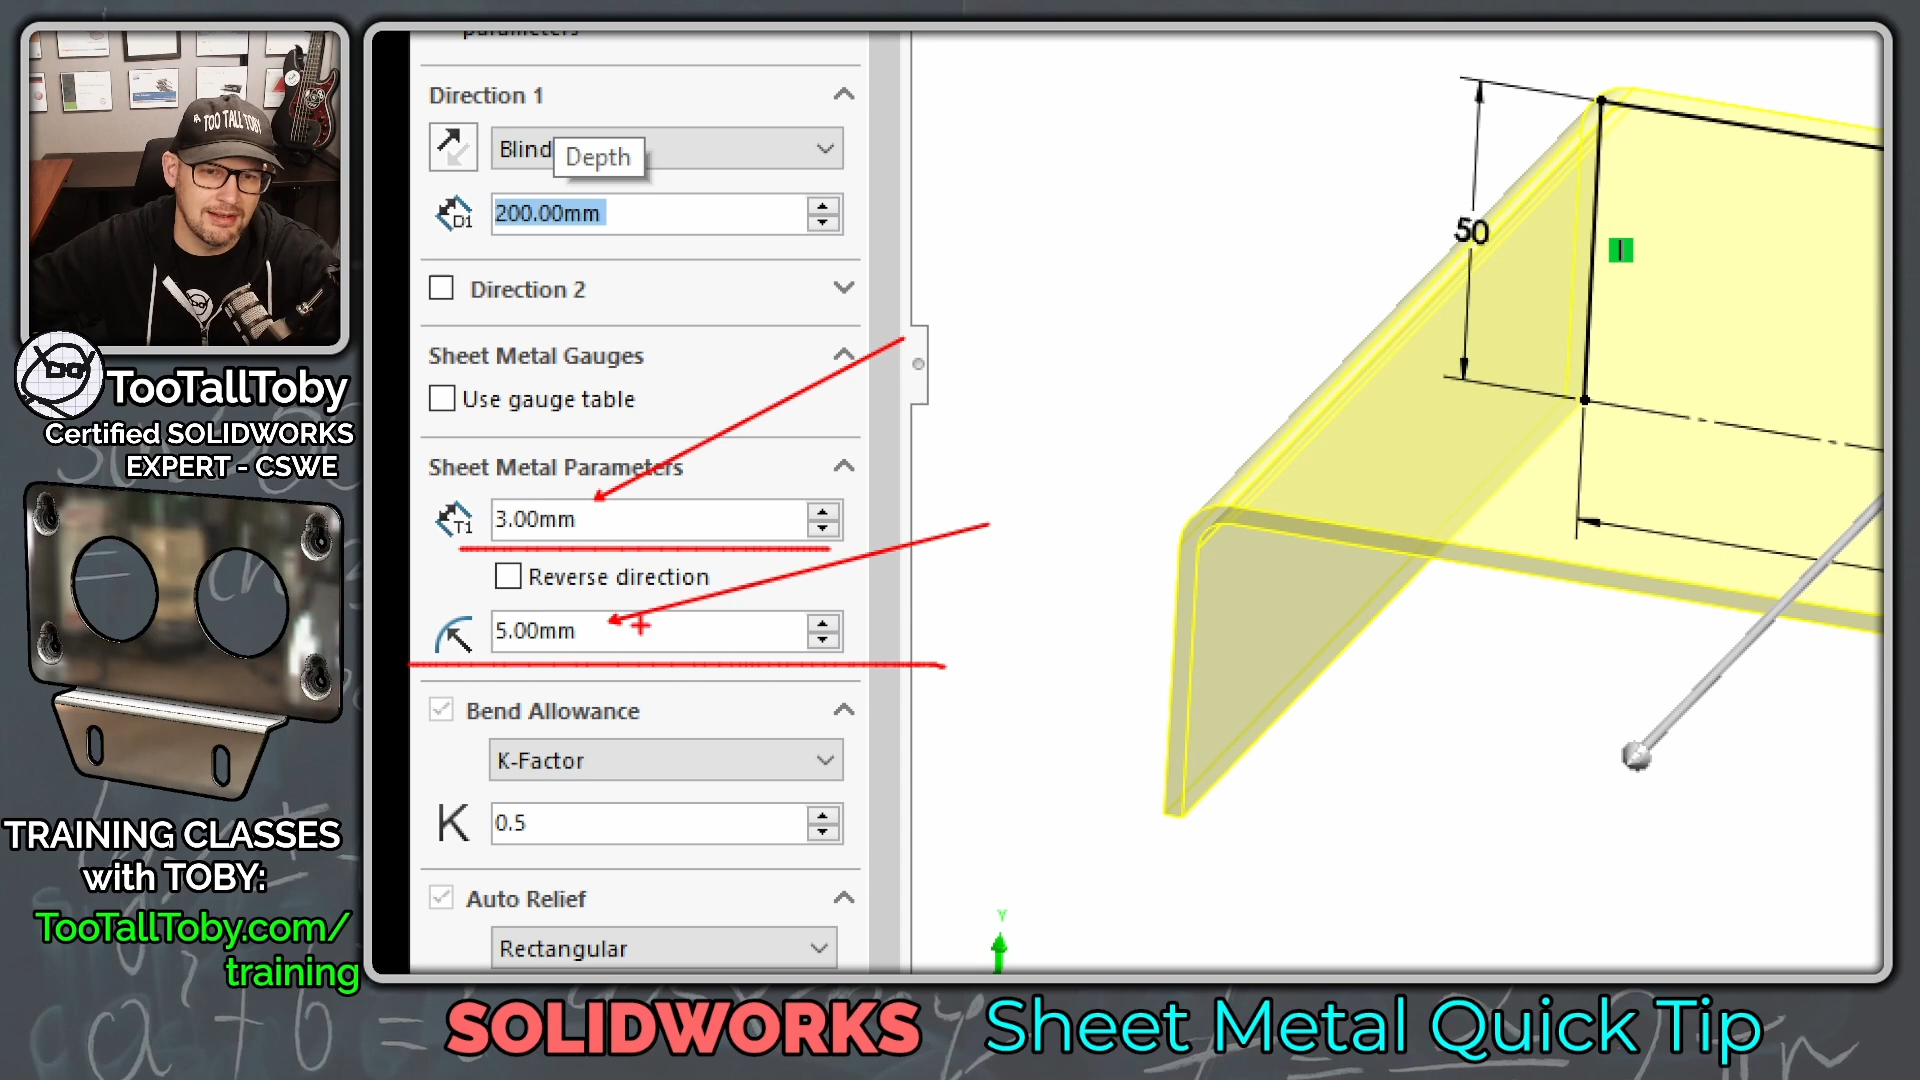 TOO TALL TOBY
TooTallToby
Certified SOLIDWORKS
EXPERT - CSWE
TRAINING CLASSES
with TOBY:
TooTallToby.com/
training
Direction 1
Blind
Depth
D1
200.00mm
Direction 2
Sheet Metal Gauges
Use gauge table
Sheet Metal Parameters
T1
3.00mm
Reverse direction
5.00mm
Bend Allowance
K-Factor
K
0.5
Auto Relief
Rectangular
50
Y
SOLIDWORKS Sheet Metal Quick Tip